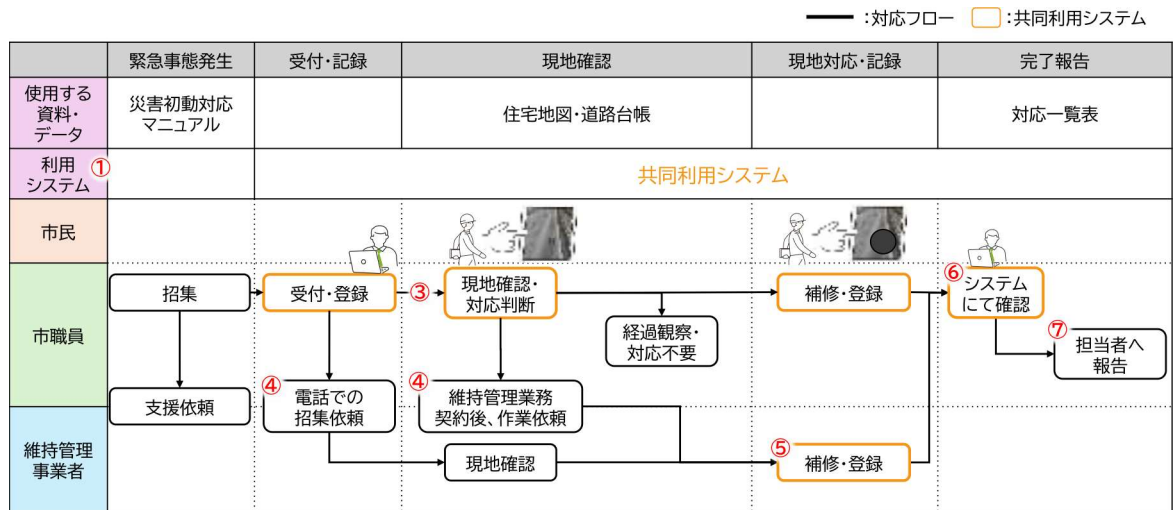 ：対応フロー
：共同利用システム
緊急事態発生
受付・記録
現地確認
現地対応・記録
完了報告
使用する
資料・
データ
災害初動対応
マニュアル
住宅地図・道路台帳
対応一覧表
利用
システム
①
共同利用システム
市民
市職員
招集
受付・登録
③
現地確認・
対応判断
補修・登録
⑥
システム
にて確認
経過観察・
対応不要
⑦
担当者へ
報告
支援依頼
④
電話での
招集依頼
④
維持管理業務
契約後、作業依頼
維持管理
事業者
現地確認
⑤
補修・登録